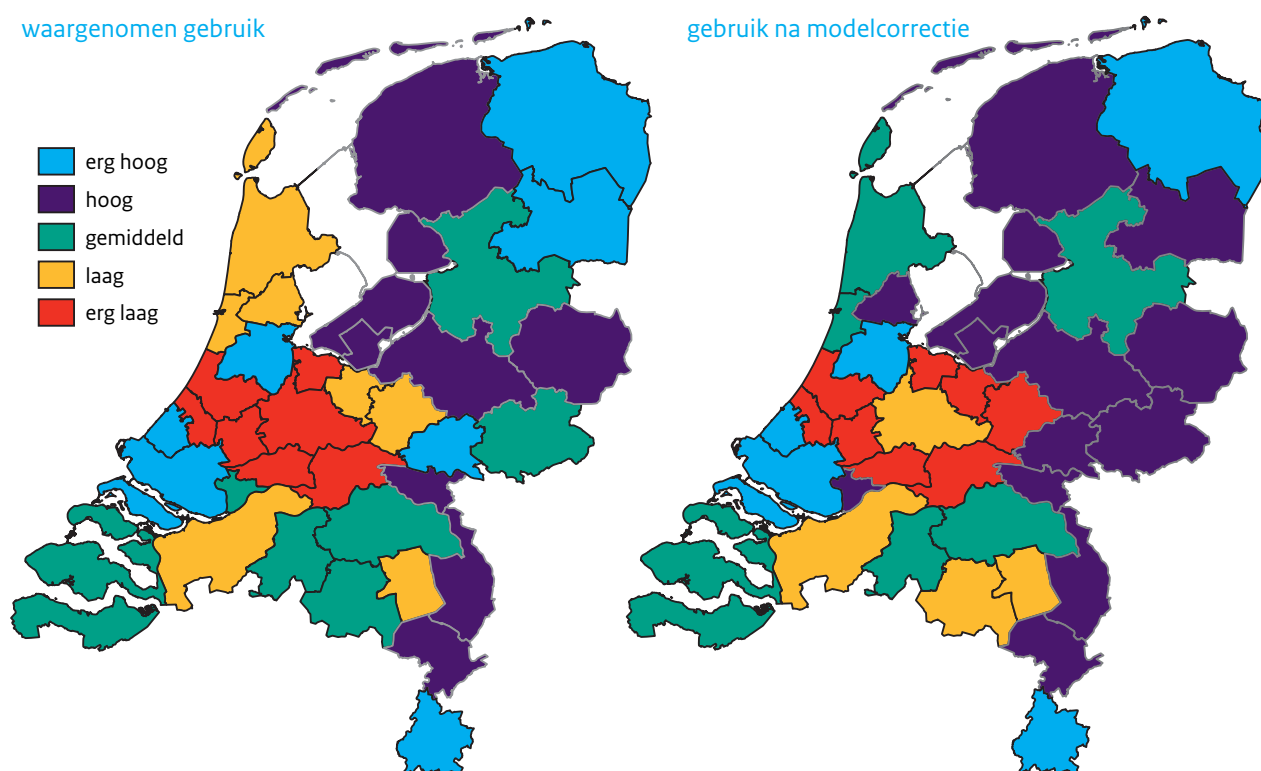 waargenomen gebruik
gebruik na modelcorrectie
erg hoog
hoog
gemiddeld
laag
erg laag